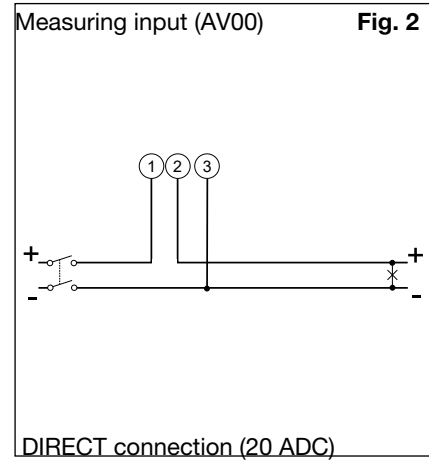 Measuring input (AV00) Fig. 2
1 2 3
+ +
- -
DIRECT connection (20 ADC)